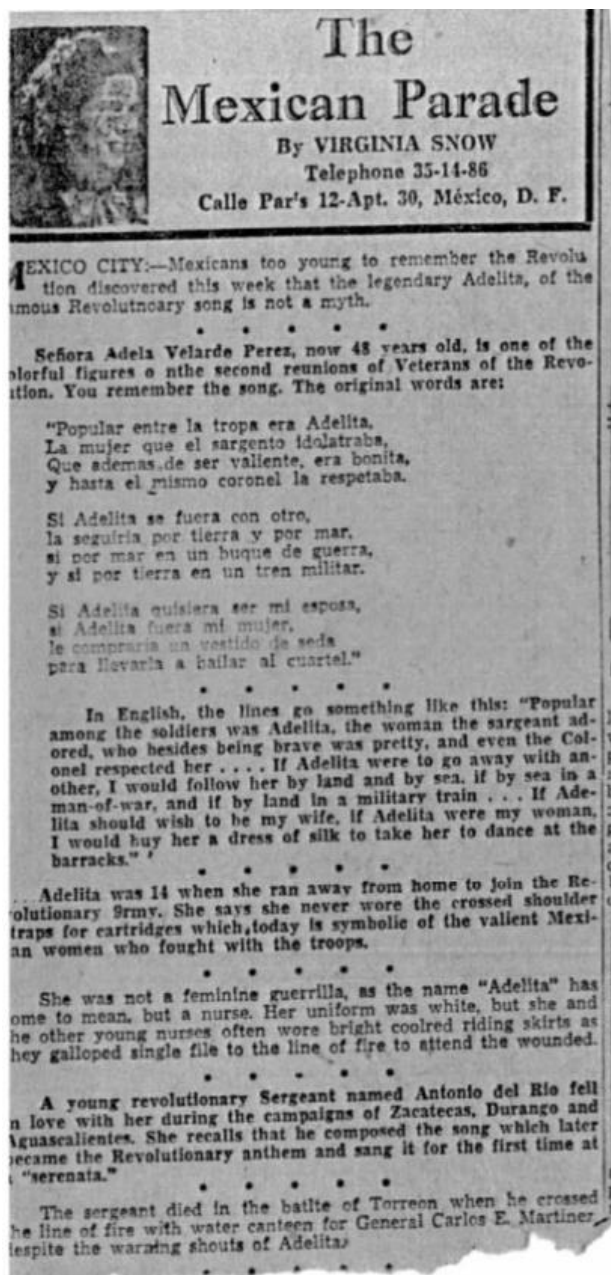 The
Mexican Parade
By VIRGINIA SNOW
Telephone 35-14-86
Calle Par's 12-Apt. 30, México, D. F.
MEXICO CITY:—Mexicans too young to remember the Revolu
tion discovered this week that the legendary Adelita, of the
amous Revolutnoary song is not a myth.
• • • • •
Señora Adela Velarde Perez, now 48 years old, is one of the
olorful figures o nthe second reunions of Veterans of the Revo-
ution. You remember the song. The original words are:
"Popular entre la tropa era Adelita,
La mujer que el sargento idolatraba,
Que ademas de ser valiente, era bonita,
y hasta el mismo coronel la respetaba.
Si Adelita se fuera con otro,
la seguiria por tierra y por mar,
si por mar en un buque de guerra,
y si por tierra en un tren militar.
Si Adelita quisiera ser mi esposa,
si Adelita fuera mi mujer,
le compraria un vestido de seda
para llevarla a bailar al cuartel."
• • • • •
In English, the lines go something like this: "Popular
among the soldiers was Adelita, the woman the sargeant ad-
ored, who besides being brave was pretty, and even the Col-
onel respected her . . . . If Adelita were to go away with an-
other, I would follow her by land and by sea, if by sea in a
man-of-war, and if by land in a military train . . . If Ade-
lita should wish to be my wife, if Adelita were my woman,
I would buy her a dress of silk to take her to dance at the
barracks." '
• • • • •
. . Adelita was 14 when she ran away from home to join the Re-
olutionary 9rmy. She says she never wore the crossed shoulder
traps for cartridges which, today is symbolic of the valient Mexi-
an women who fought with the troops.
• • • • •
She was not a feminine guerrilla, as the name "Adelita" has
ome to mean, but a nurse. Her uniform was white, but she and
he other young nurses often wore bright coolred riding skirts as
hey galloped single file to the line of fire to attend the wounded.
• • • • •
A young revolutionary Sergeant named Antonio del Rio fell
n love with her during the campaigns of Zacatecas, Durango and
Aguascalientes. She recalls that he composed the song which later
became the Revolutionary anthem and sang it for the first time at
a "serenata."
• • • • •
The sergeant died in the batlte of Torreon when he crossed
he line of fire with water canteen for General Carlos E. Martinez
despite the warning shouts of Adelita.
• • • • •